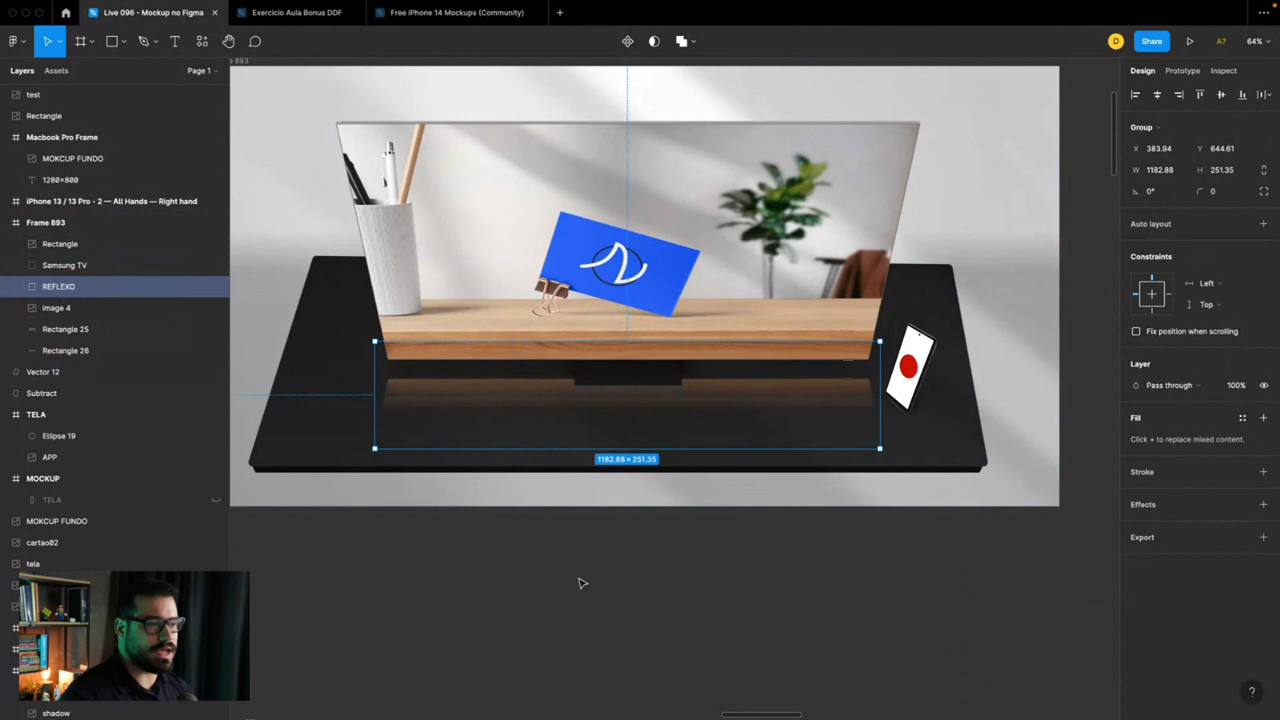 Live 096 - Mockup no Figma
Exercício Aula Bonus DDF
Free iPhone 14 Mockups (Community)
D
Share
A?
64%
Layers
Assets
Page 1
893
Design
Prototype
Inspect
test
Rectangle
Macbook Pro Frame
MOKCUP FUNDO
1280×800
iPhone 13 / 13 Pro - 2 — All Hands — Right hand
Frame 893
Rectangle
Samsung TV
REFLEXO
image 4
Rectangle 25
Rectangle 26
Vector 12
Subtract
TELA
Ellipse 19
APP
MOCKUP
TELA
MOKCUP FUNDO
cartao02
tela
shadow
1182.88 × 251.35
Group
X 383.94 Y 644.61
W 1182.88 H 251.35
0° 0
Auto layout
Constraints
Left
Top
Fix position when scrolling
Layer
Pass through 100%
Fill
Click + to replace mixed content.
Stroke
Effects
Export
?